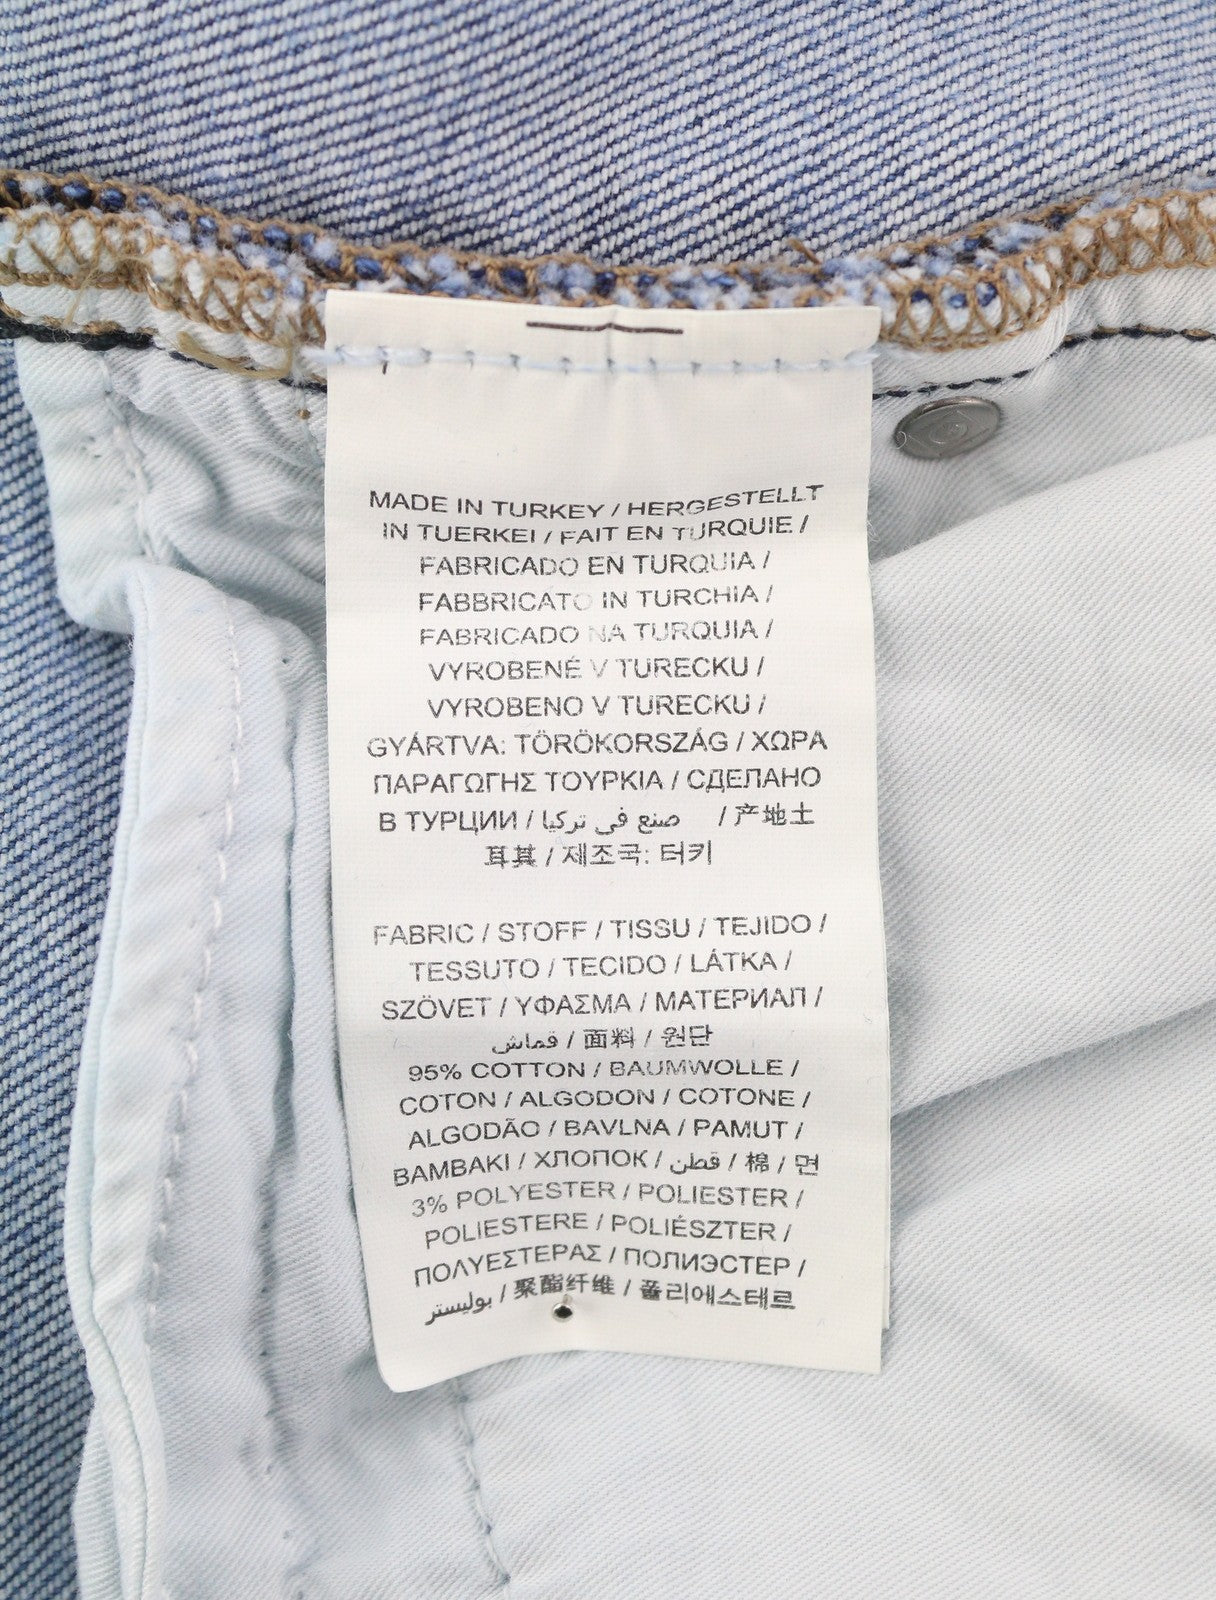 MADE IN TURKEY / HERGESTELLT
IN TUERKEI / FAIT EN TURQUIE /
FABRICADO EN TURQUIA /
FABBRICATO IN TURCHIA /
FABRICADO NA TURQUIA /
VYROBENÉ V TURECKU /
VYROBENO V TURECKU /
GYÁRTVA: TÖRÖKORSZÁG / ΧΩΡΑ
ΠΑΡΑΓΩΓΗΣ ΤΟΥΡΚΙΑ / СДЕЛАНО
В ТУРЦИИ / صنع في تركيا / 产地土
耳其 / 제조국: 터키
FABRIC / STOFF / TISSU / TEJIDO /
TESSUTO / TECIDO / LÁTKA /
SZÖVET / ΥΦΑΣΜΑ / МАТЕРИАЛ /
قماش / 面料 / 원단
95% COTTON / BAUMWOLLE /
COTON / ALGODON / COTONE /
ALGODÃO / BAVLNA / PAMUT /
BAMBAKI / ХЛОПОК / قطن / 棉 / 면
3% POLYESTER / POLIESTER /
POLIESTERE / POLIÉSZTER /
ΠΟΛΥΕΣΤΕΡΑΣ / ПОЛИЭСТЕР /
بوليستر / 聚酯纤维 / 폴리에스테르